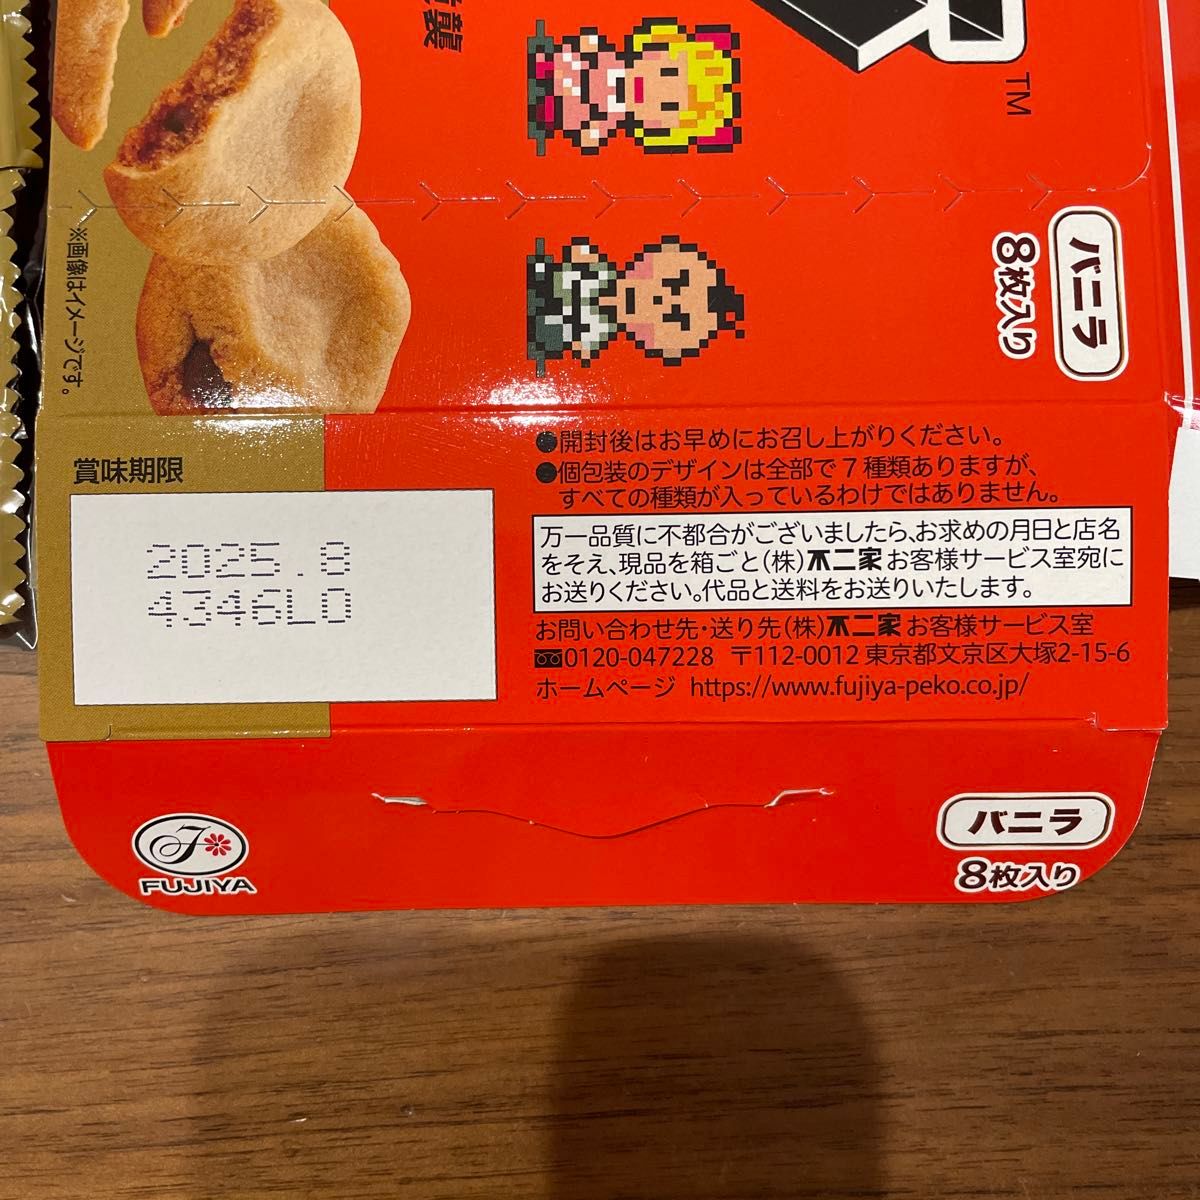 襲
TM
バニラ
8枚入り
※画像はイメージです。
賞味期限
2025.8
4346L0
●開封後はお早めにお召し上がりください。
●個包装のデザインは全部で7種類ありますが、
すべての種類が入っているわけではありません。
万一品質に不都合がございましたら、お求めの月日と店名
をそえ、現品を箱ごと(株)不二家お客様サービス室宛に
お送りください。代品と送料をお送りいたします。
お問い合わせ先・送り先(株)不二家お客様サービス室
0120-047228 〒112-0012 東京都文京区大塚2-15-6
ホームページ https://www.fujiya-peko.co.jp/
F
FUJIYA
バニラ
8枚入り